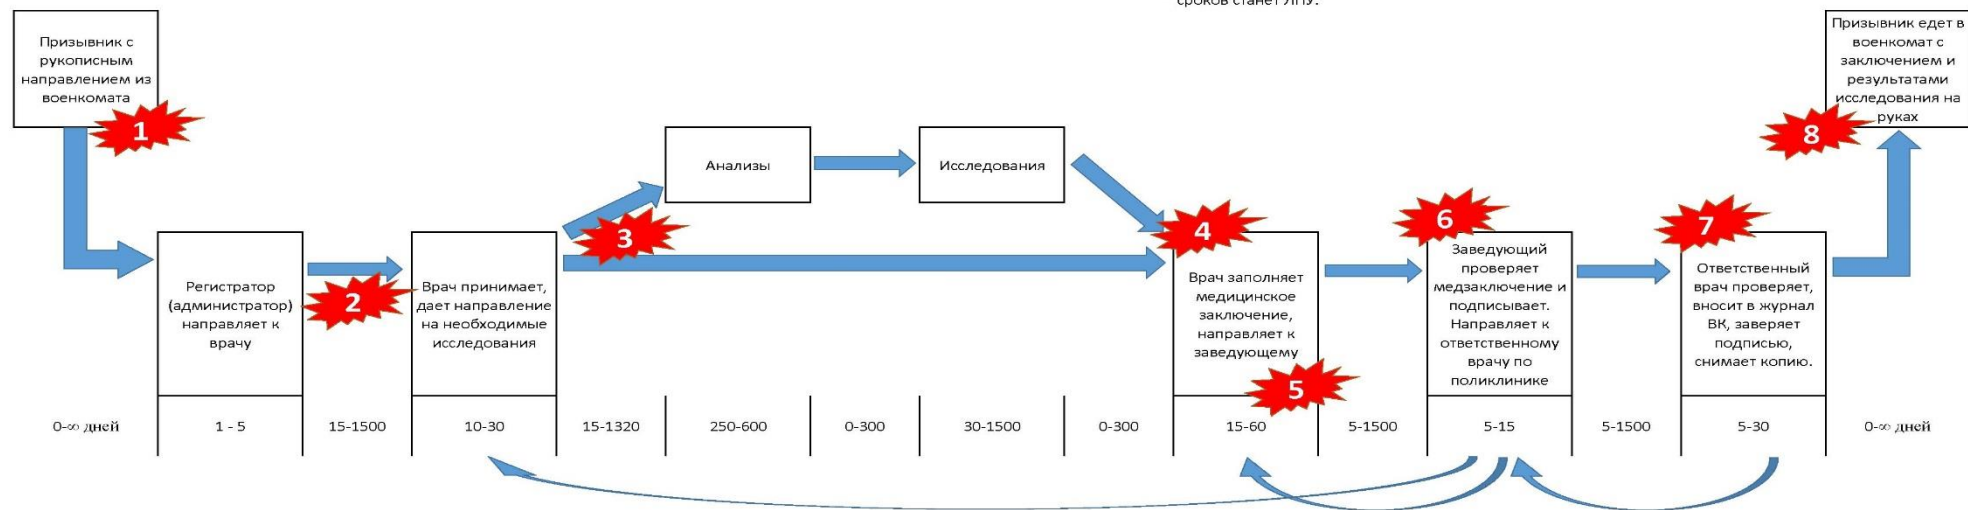 сроков станет ЛПУ.
Призывник с
рукописным
направлением из
военкомата
1
Призывник едет в
военкомат с
заключением и
результатами
исследования на
руках
8
Анализы
Исследования
Регистратор
(администратор)
направляет к
врачу
2
Врач принимает,
дает направление
на необходимые
исследования
3
4
Врач заполняет
медицинское
заключение,
направляет к
заведующему
5
6
Заведующий
проверяет
медзаключение и
подписывает.
Направляет к
ответственному
врачу по
поликлинике
7
Ответственный
врач проверяет,
вносит в журнал
ВК, заверяет
подписью,
снимает копию.
0-∞ дней
1 - 5
15-1500
10-30
15-1320
250-600
0-300
30-1500
0-300
15-60
5-1500
5-15
5-1500
5-30
0-∞ дней